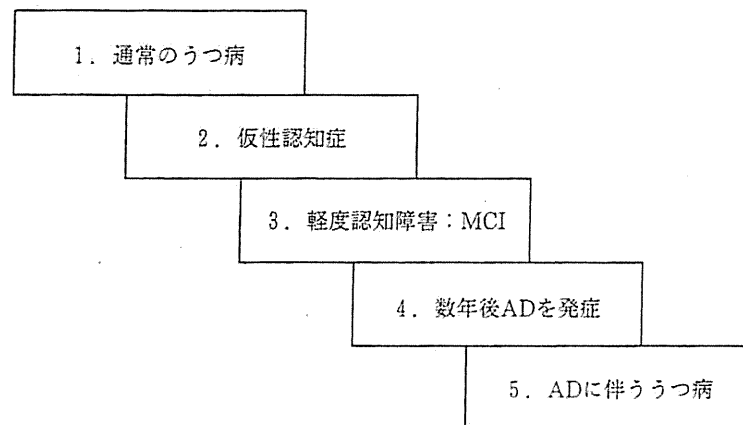 1. 通常のうつ病
2. 仮性認知症
3. 軽度認知障害：MCI
4. 数年後ADを発症
5. ADに伴ううつ病